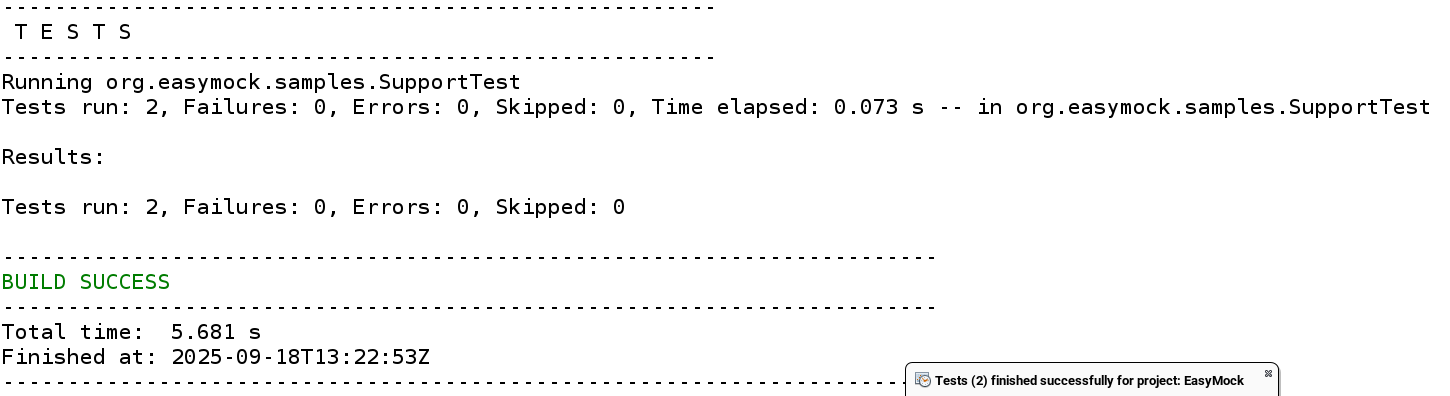 -------------------------------------------------------
 T E S T S
-------------------------------------------------------
Running org.easymock.samples.SupportTest
Tests run: 2, Failures: 0, Errors: 0, Skipped: 0, Time elapsed: 0.073 s -- in org.easymock.samples.SupportTest
Results:
Tests run: 2, Failures: 0, Errors: 0, Skipped: 0
------------------------------------------------------------------------
BUILD SUCCESS
------------------------------------------------------------------------
Total time:  5.681 s
Finished at: 2025-09-18T13:22:53Z
----------------------------------------------------------------------
Tests (2) finished successfully for project: EasyMock